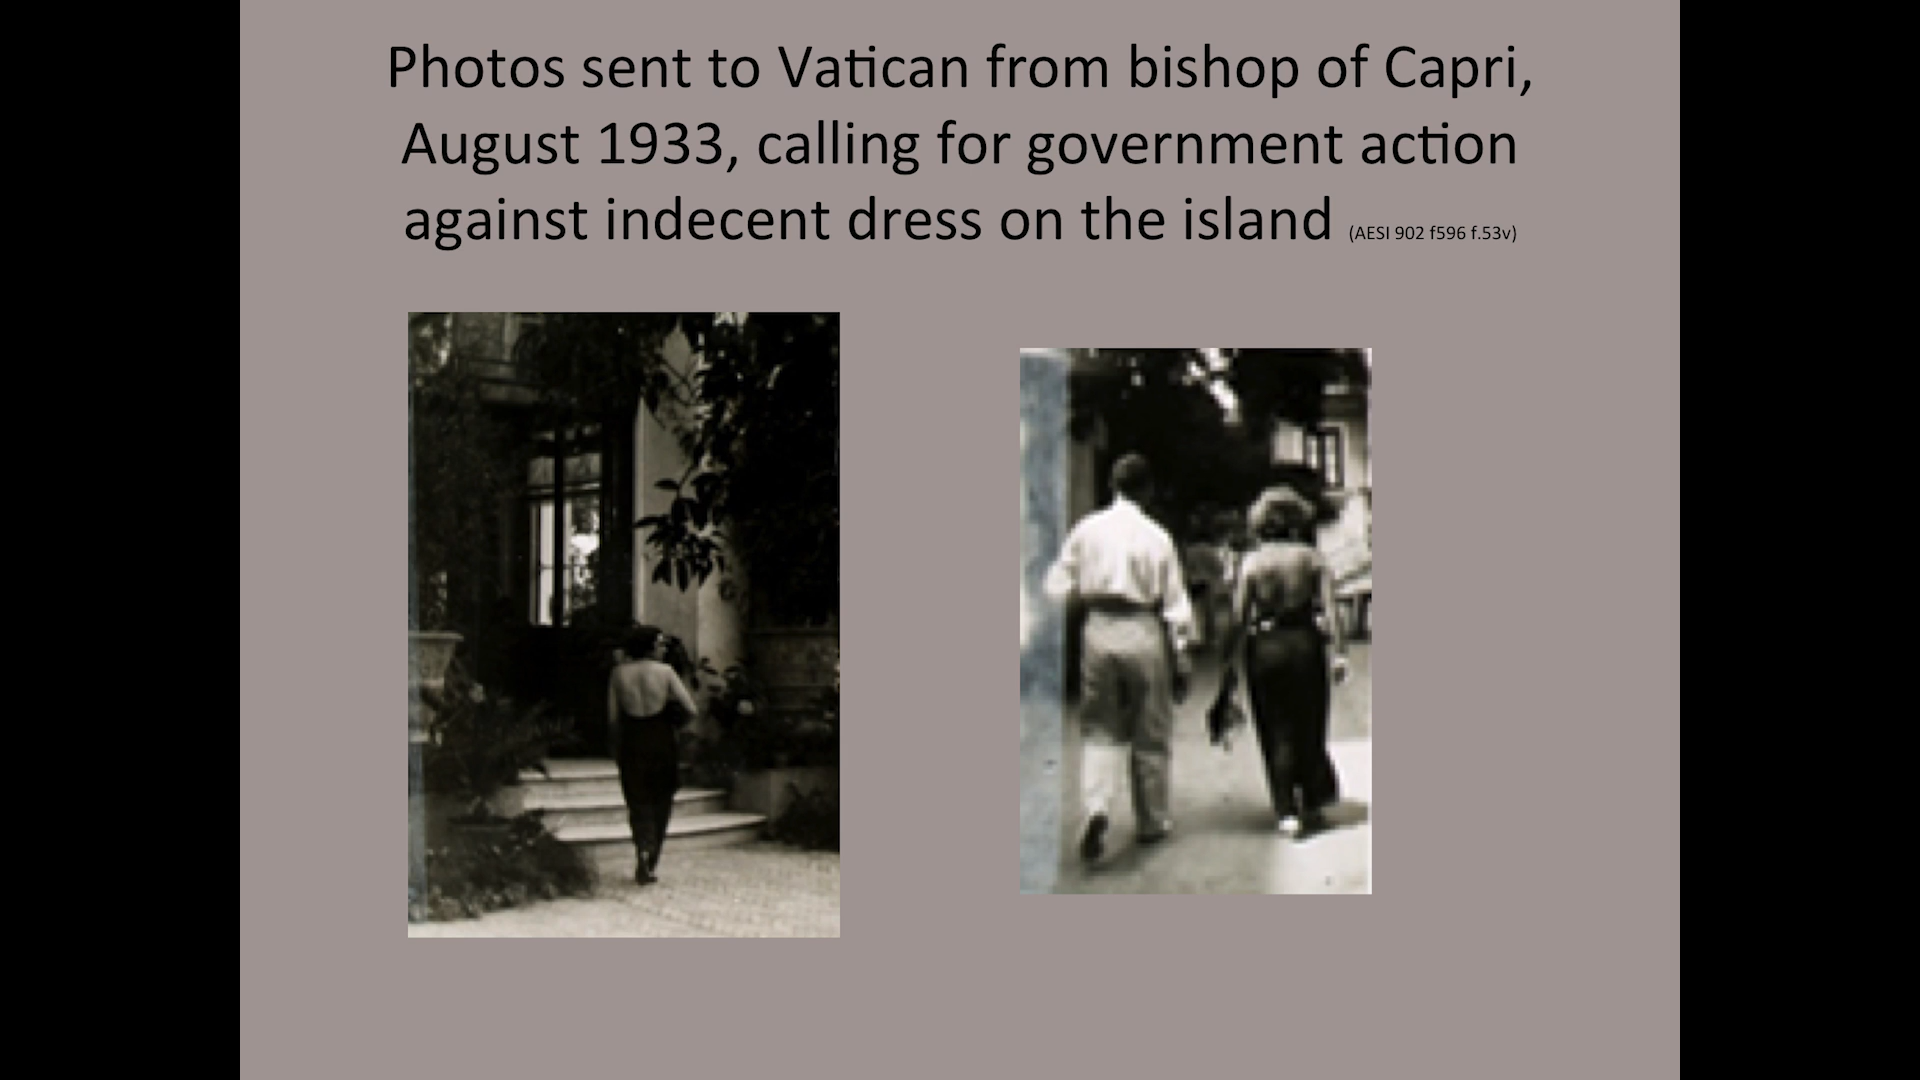 Photos sent to Vatican from bishop of Capri,
August 1933, calling for government action
against indecent dress on the island (AESI 902 f596 f.53v)